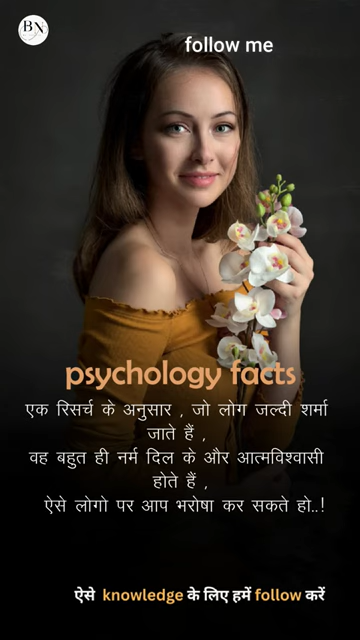 BN
follow me
psychology facts
एक रिसर्च के अनुसार , जो लोग जल्दी शर्मा
जाते हैं ,
वह बहुत ही नर्म दिल के और आत्मविश्वासी
होते हैं ,
ऐसे लोगो पर आप भरोषा कर सकते हो..!
ऐसे knowledge के लिए हमें follow करें